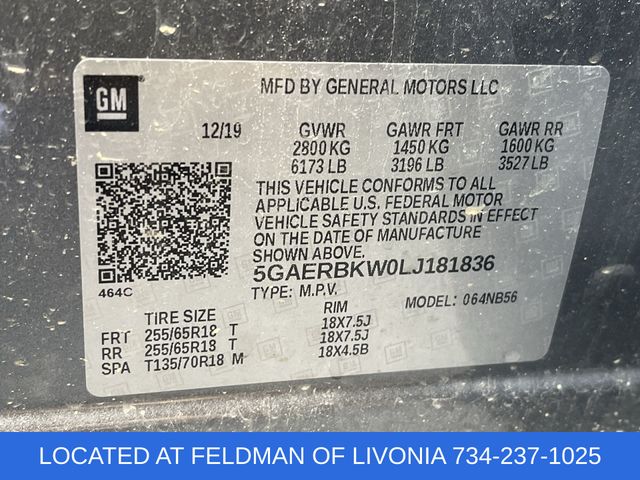 GM
MFD BY GENERAL MOTORS LLC
12/19 GVWR GAWR FRT GAWR RR
2800 KG 1450 KG 1600 KG
6173 LB 3196 LB 3527 LB
THIS VEHICLE CONFORMS TO ALL
APPLICABLE U.S. FEDERAL MOTOR
VEHICLE SAFETY STANDARDS IN EFFECT
ON THE DATE OF MANUFACTURE
SHOWN ABOVE.
5GAERBKW0LJ181836
464C
TYPE: M.P.V. MODEL: 064NB56
TIRE SIZE RIM
FRT 255/65R18 T 18X7.5J
RR 255/65R18 T 18X7.5J
SPA T135/70R18 M 18X4.5B
LOCATED AT FELDMAN OF LIVONIA 734-237-1025